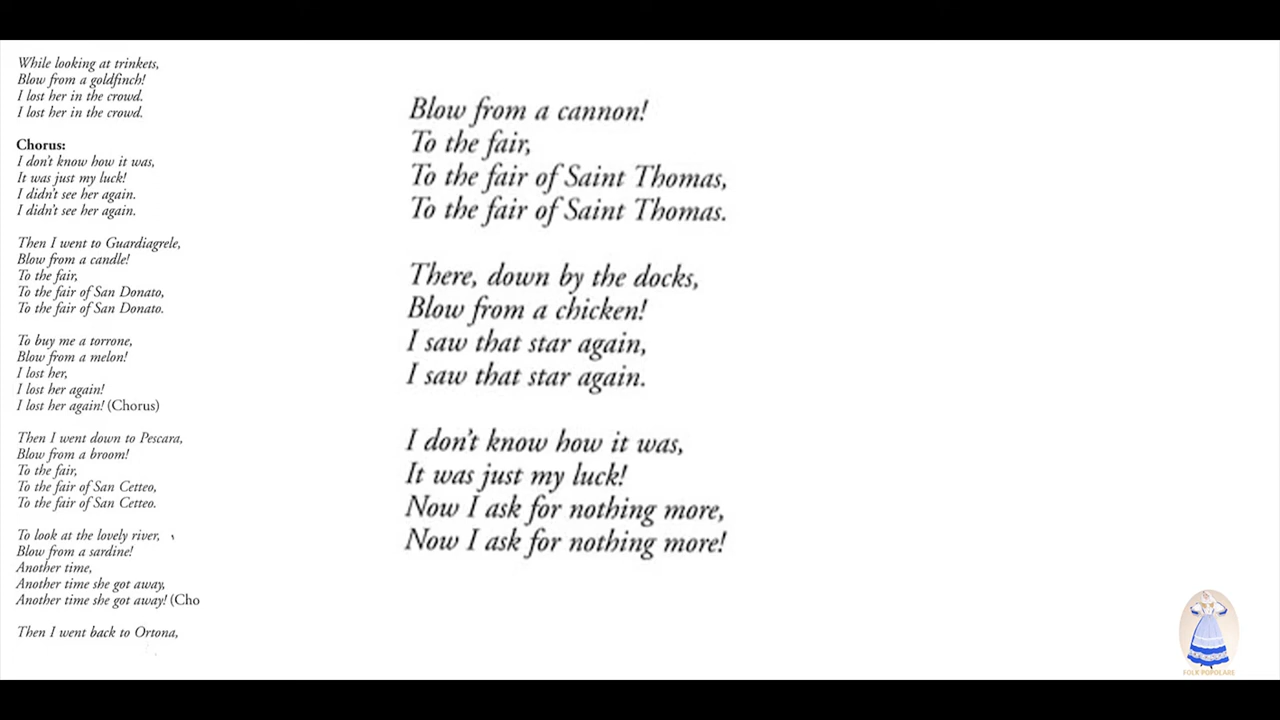 While looking at trinkets,
Blow from a goldfinch!
I lost her in the crowd.
I lost her in the crowd.
Chorus:
I don't know how it was,
It was just my luck!
I didn't see her again.
I didn't see her again.
Then I went to Guardiagrele,
Blow from a candle!
To the fair,
To the fair of San Donato,
To the fair of San Donato.
To buy me a torrone,
Blow from a melon!
I lost her,
I lost her again!
I lost her again! (Chorus)
Then I went down to Pescara,
Blow from a broom!
To the fair,
To the fair of San Cetteo,
To the fair of San Cetteo.
To look at the lovely river,
Blow from a sardine!
Another time,
Another time she got away,
Another time she got away! (Cho
Then I went back to Ortona,
Blow from a cannon!
To the fair,
To the fair of Saint Thomas,
To the fair of Saint Thomas.
There, down by the docks,
Blow from a chicken!
I saw that star again,
I saw that star again.
I don't know how it was,
It was just my luck!
Now I ask for nothing more,
Now I ask for nothing more!
FOLK POPOLARE